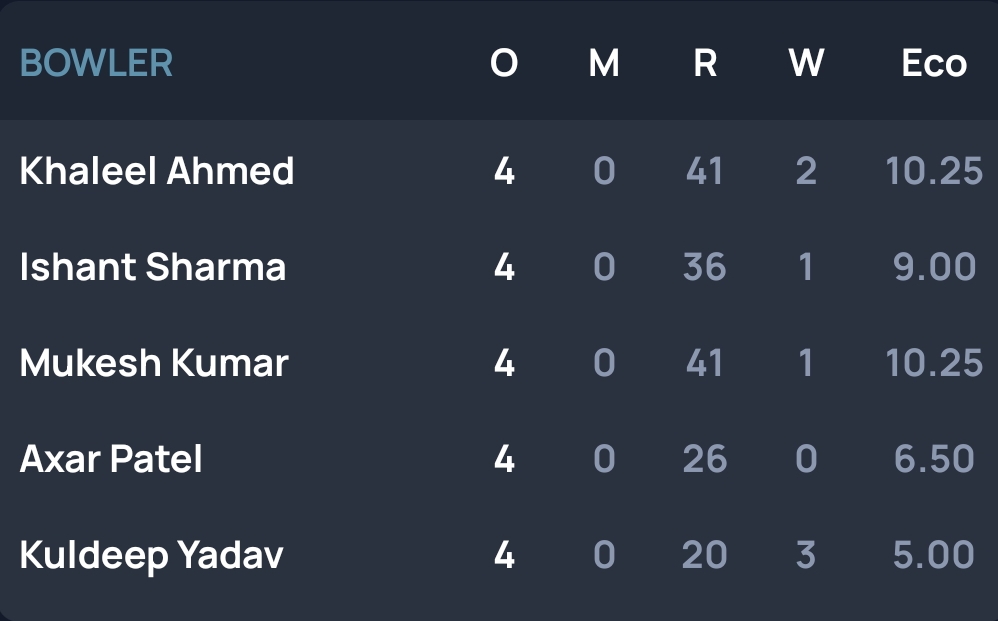 BOWLER O M R W Eco
Khaleel Ahmed 4 0 41 2 10.25
Ishant Sharma 4 0 36 1 9.00
Mukesh Kumar 4 0 41 1 10.25
Axar Patel 4 0 26 0 6.50
Kuldeep Yadav 4 0 20 3 5.00